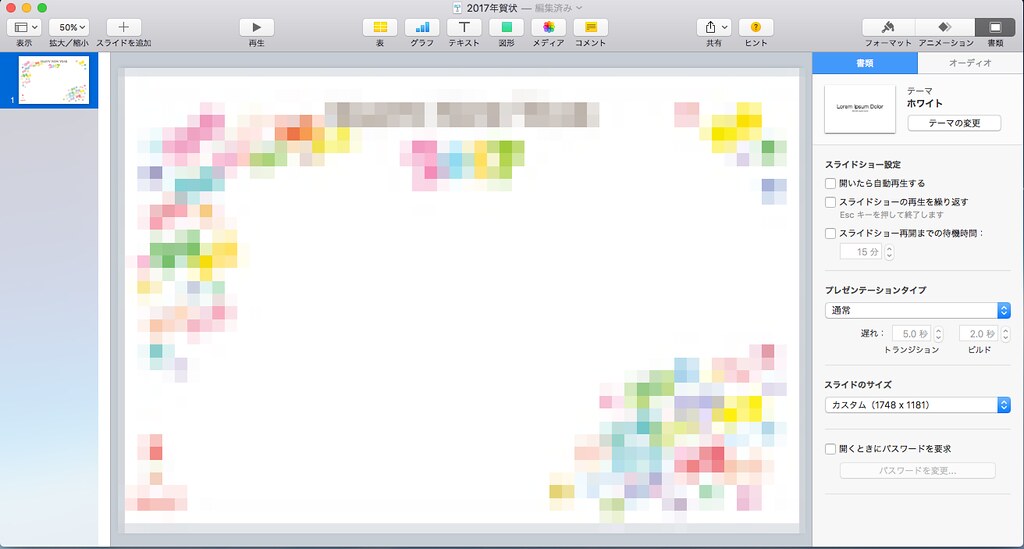 2017年賀状 — 編集済み
50%
表示
拡大／縮小
スライドを追加
再生
表
グラフ
テキスト
図形
メディア
コメント
共有
ヒント
フォーマット
アニメーション
書類
1
書類
オーディオ
Lorem Ipsum Dolor
テーマ
ホワイト
テーマの変更
スライドショー設定
開いたら自動再生する
スライドショーの再生を繰り返す
Esc キーを押して終了します
スライドショー再開までの待機時間：
15 分
プレゼンテーションタイプ
通常
遅れ：
5.0 秒
2.0 秒
トランジション
ビルド
スライドのサイズ
カスタム（1748 x 1181）
開くときにパスワードを要求
パスワードを変更...